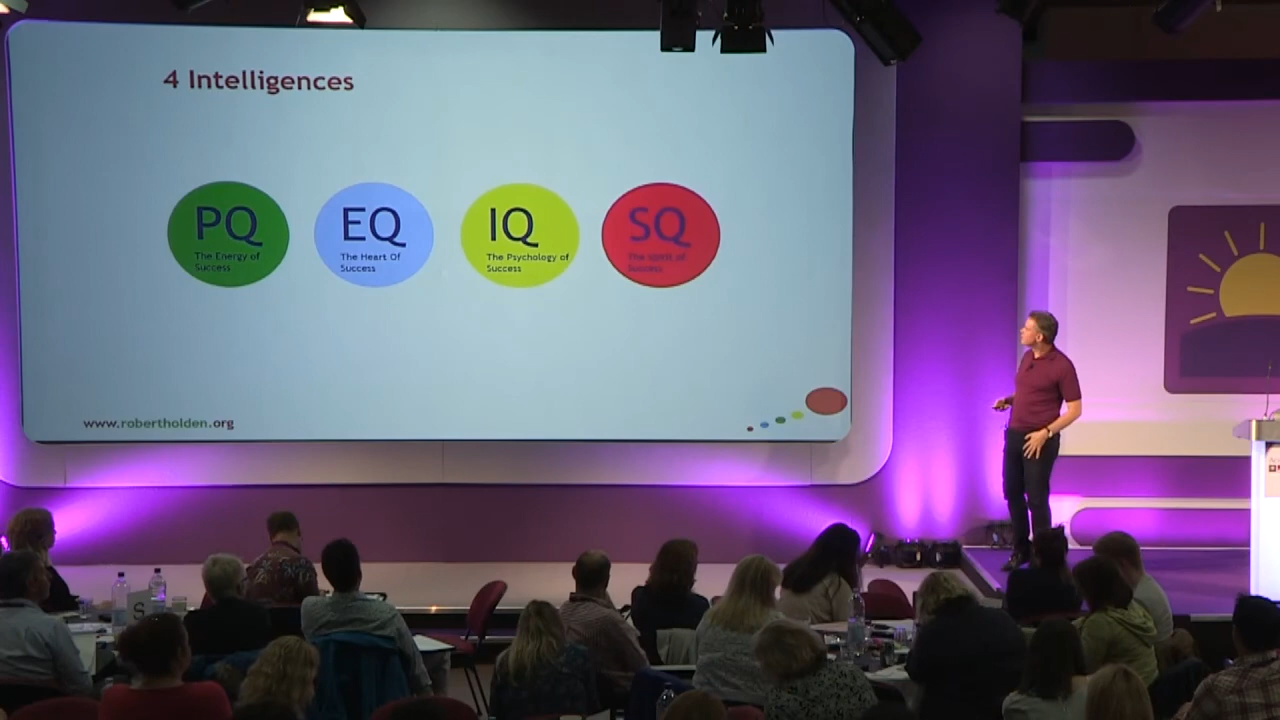 4 Intelligences
PQ
The Energy of
Success
EQ
The Heart Of
Success
IQ
The Psychology of
Success
SQ
The Spirit of
Success
www.robertholden.org
S